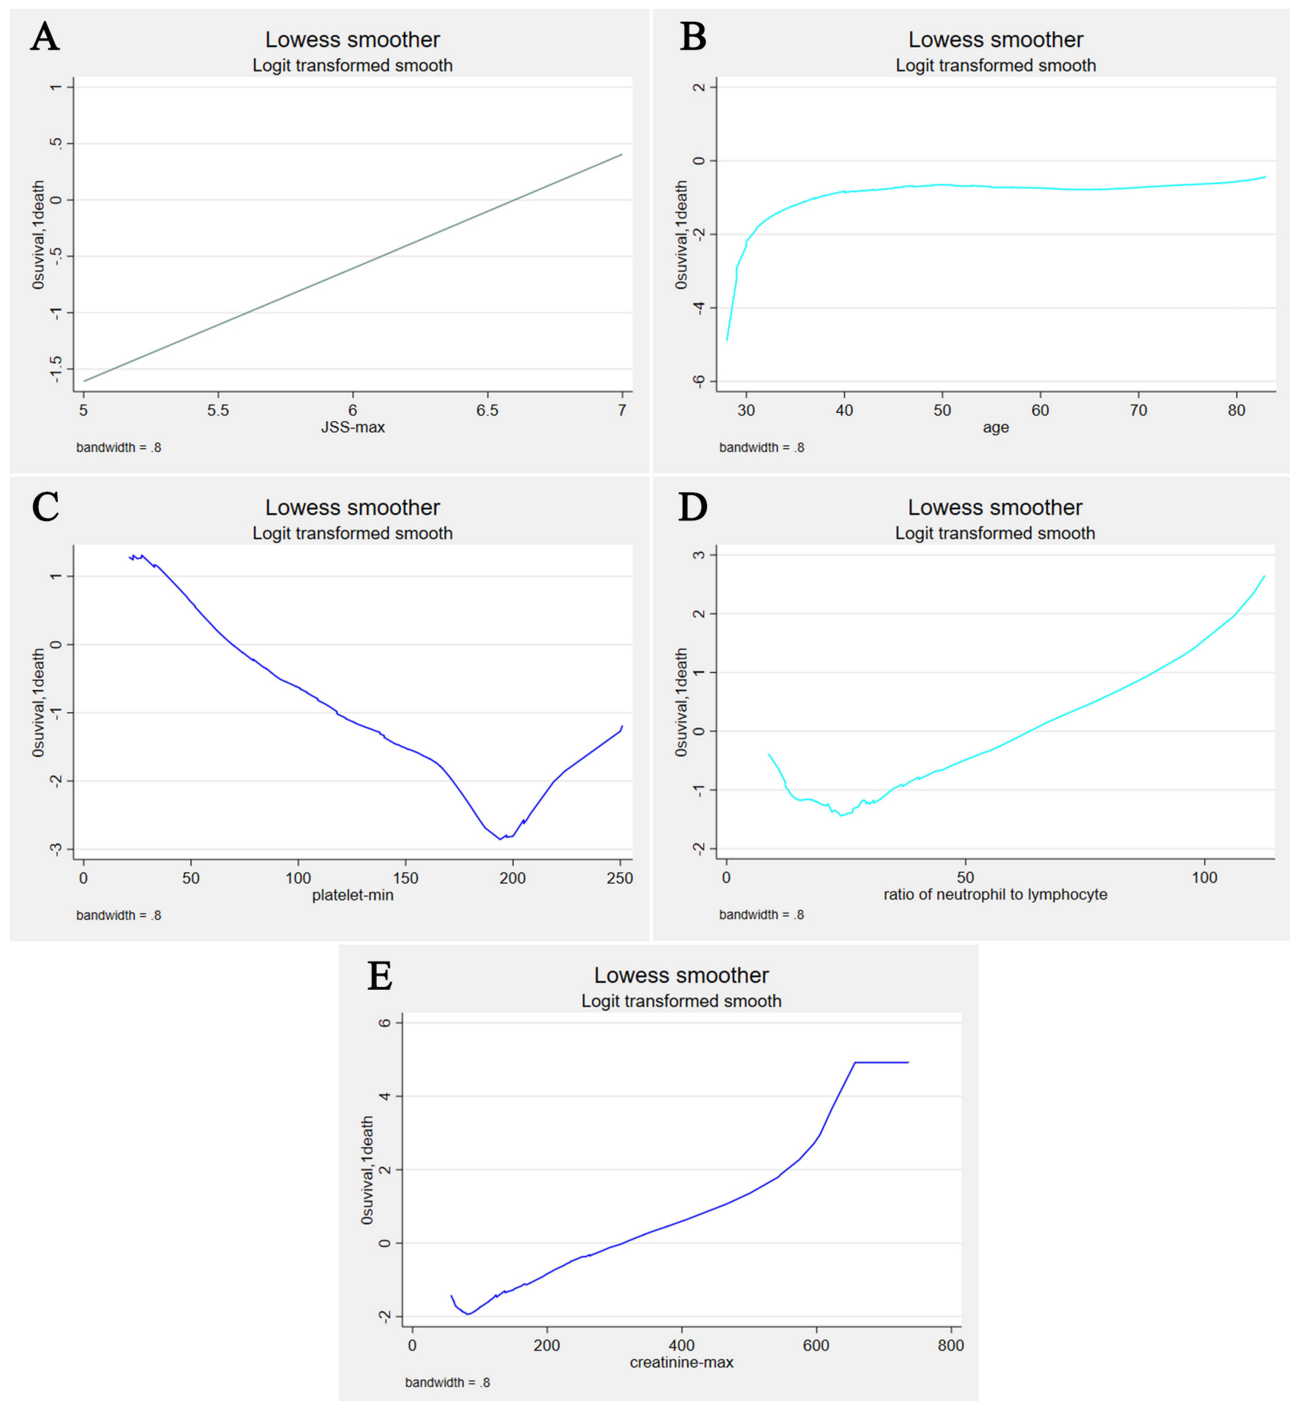 A
Lowess smoother
Logit transformed smooth
0suvival,1death
1
.5
0
-.5
-1
-1.5
5 5.5 6 6.5 7
JSS-max
bandwidth = .8
B
Lowess smoother
Logit transformed smooth
0suvival,1death
2
0
-2
-4
-6
30 40 50 60 70 80
age
bandwidth = .8
C
Lowess smoother
Logit transformed smooth
0suvival,1death
1
0
-1
-2
-3
0 50 100 150 200 250
platelet-min
bandwidth = .8
D
Lowess smoother
Logit transformed smooth
0suvival,1death
3
2
1
0
-1
-2
0 50 100
ratio of neutrophil to lymphocyte
bandwidth = .8
E
Lowess smoother
Logit transformed smooth
0suvival,1death
6
4
2
0
-2
0 200 400 600 800
creatinine-max
bandwidth = .8